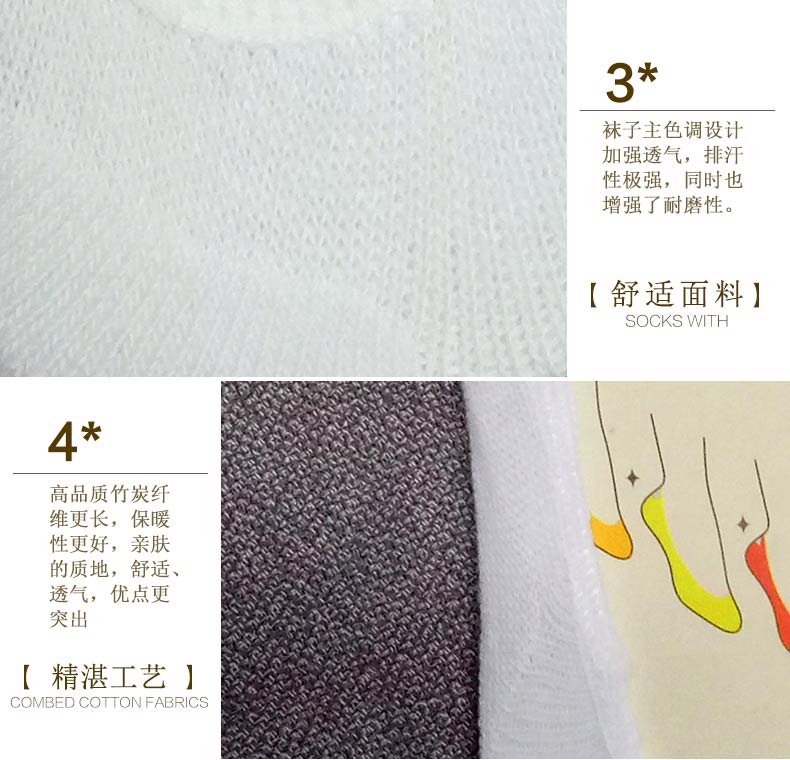 3*
袜子主色调设计
加强透气，排汗
性极强，同时也
增强了耐磨性。
【 舒适面料 】
SOCKS WITH
4*
高品质竹炭纤
维更长，保暖
性更好，亲肤
的质地，舒适、
透气，优点更
突出
【 精湛工艺 】
COMBED COTTON FABRICS